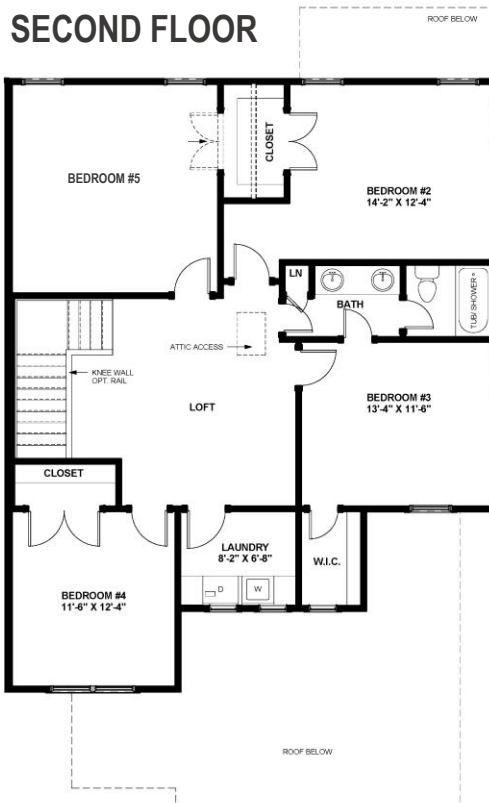 SECOND FLOOR
ROOF BELOW
CLOSET
BEDROOM #5
BEDROOM #2
14'-2" X 12'-4"
LN
BATH
TUB/ SHOWER
ATTIC ACCESS
KNEE WALL
OPT. RAIL
LOFT
BEDROOM #3
13'-4" X 11'-6"
CLOSET
LAUNDRY
8'-2" X 6'-8"
W.I.C.
D
W
BEDROOM #4
11'-6" X 12'-4"
ROOF BELOW